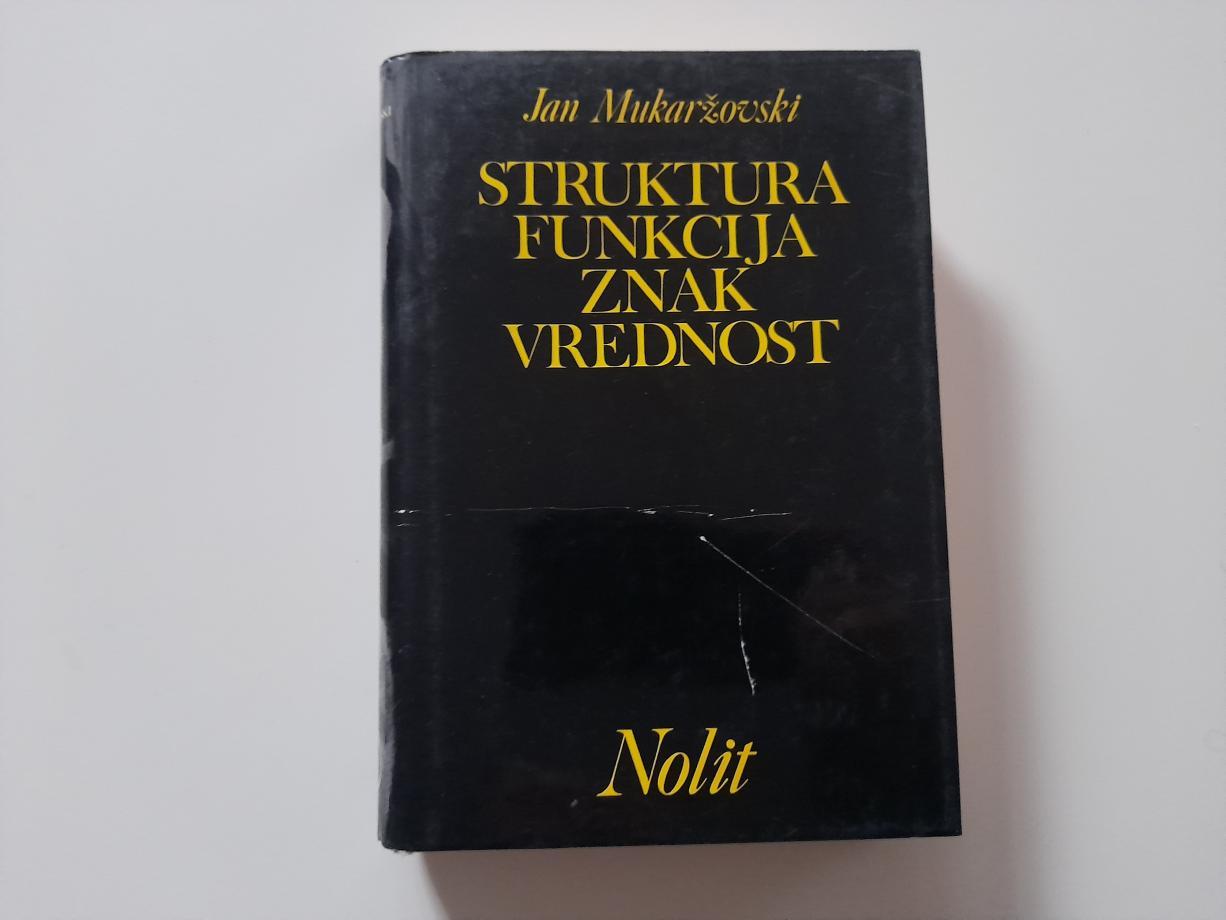 Jan Mukaržovski
STRUKTURA
FUNKCIJA
ZNAK
VREDNOST
Nolit